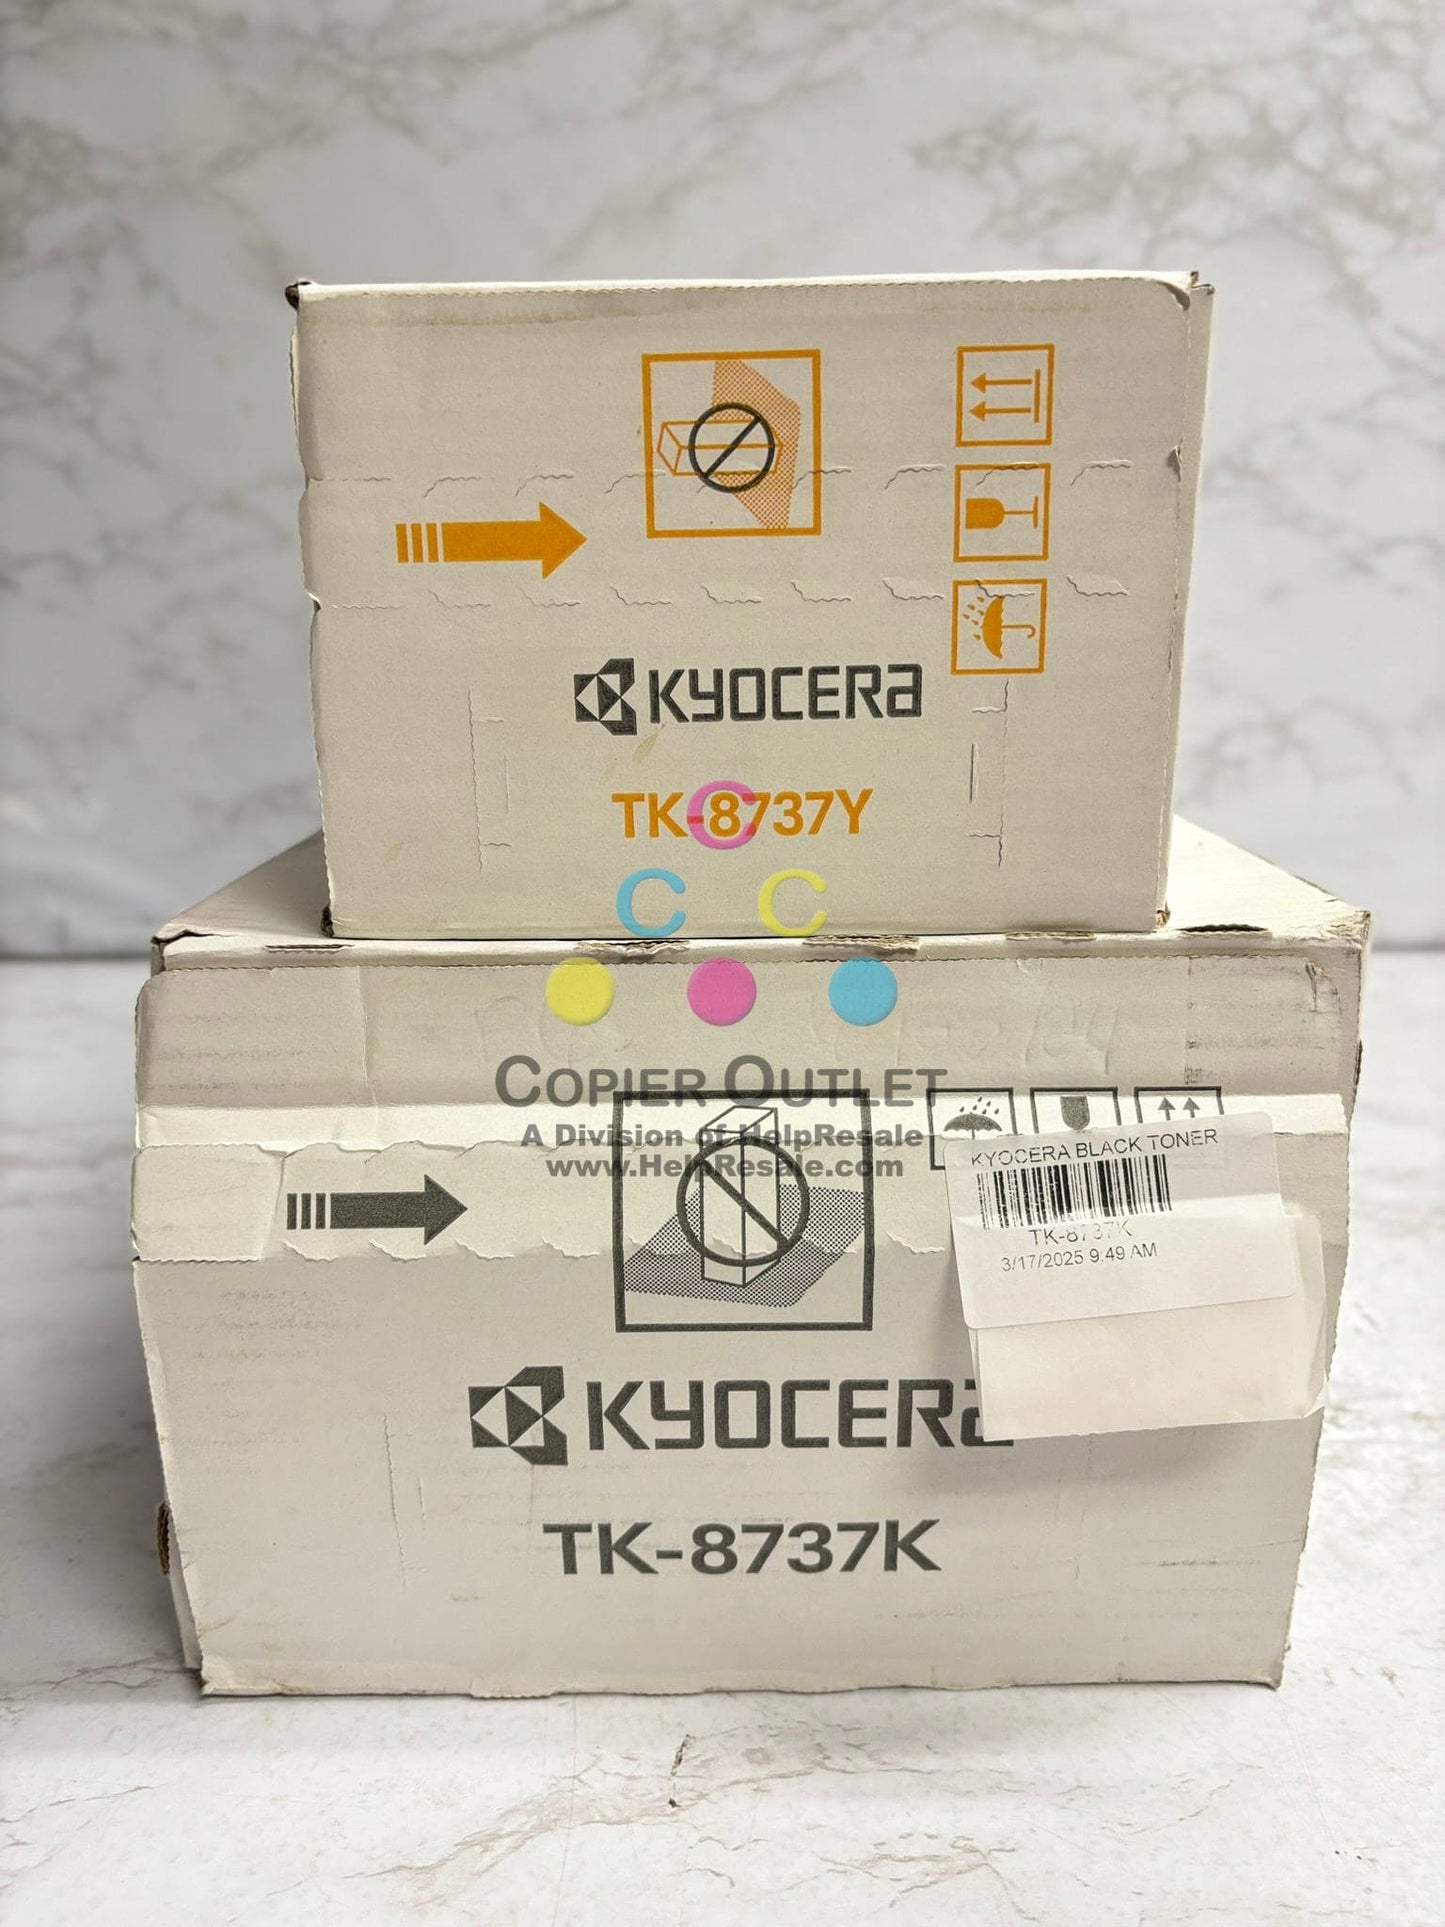 KYOCERA
TK-8737Y
C
C C
COPIER OUTLET
A Division of HelpResale
www.HelpResale.com
KYOCERA BLACK TONER
TK-8737K
3/17/2025 9:49 AM
KYOCERA
TK-8737K